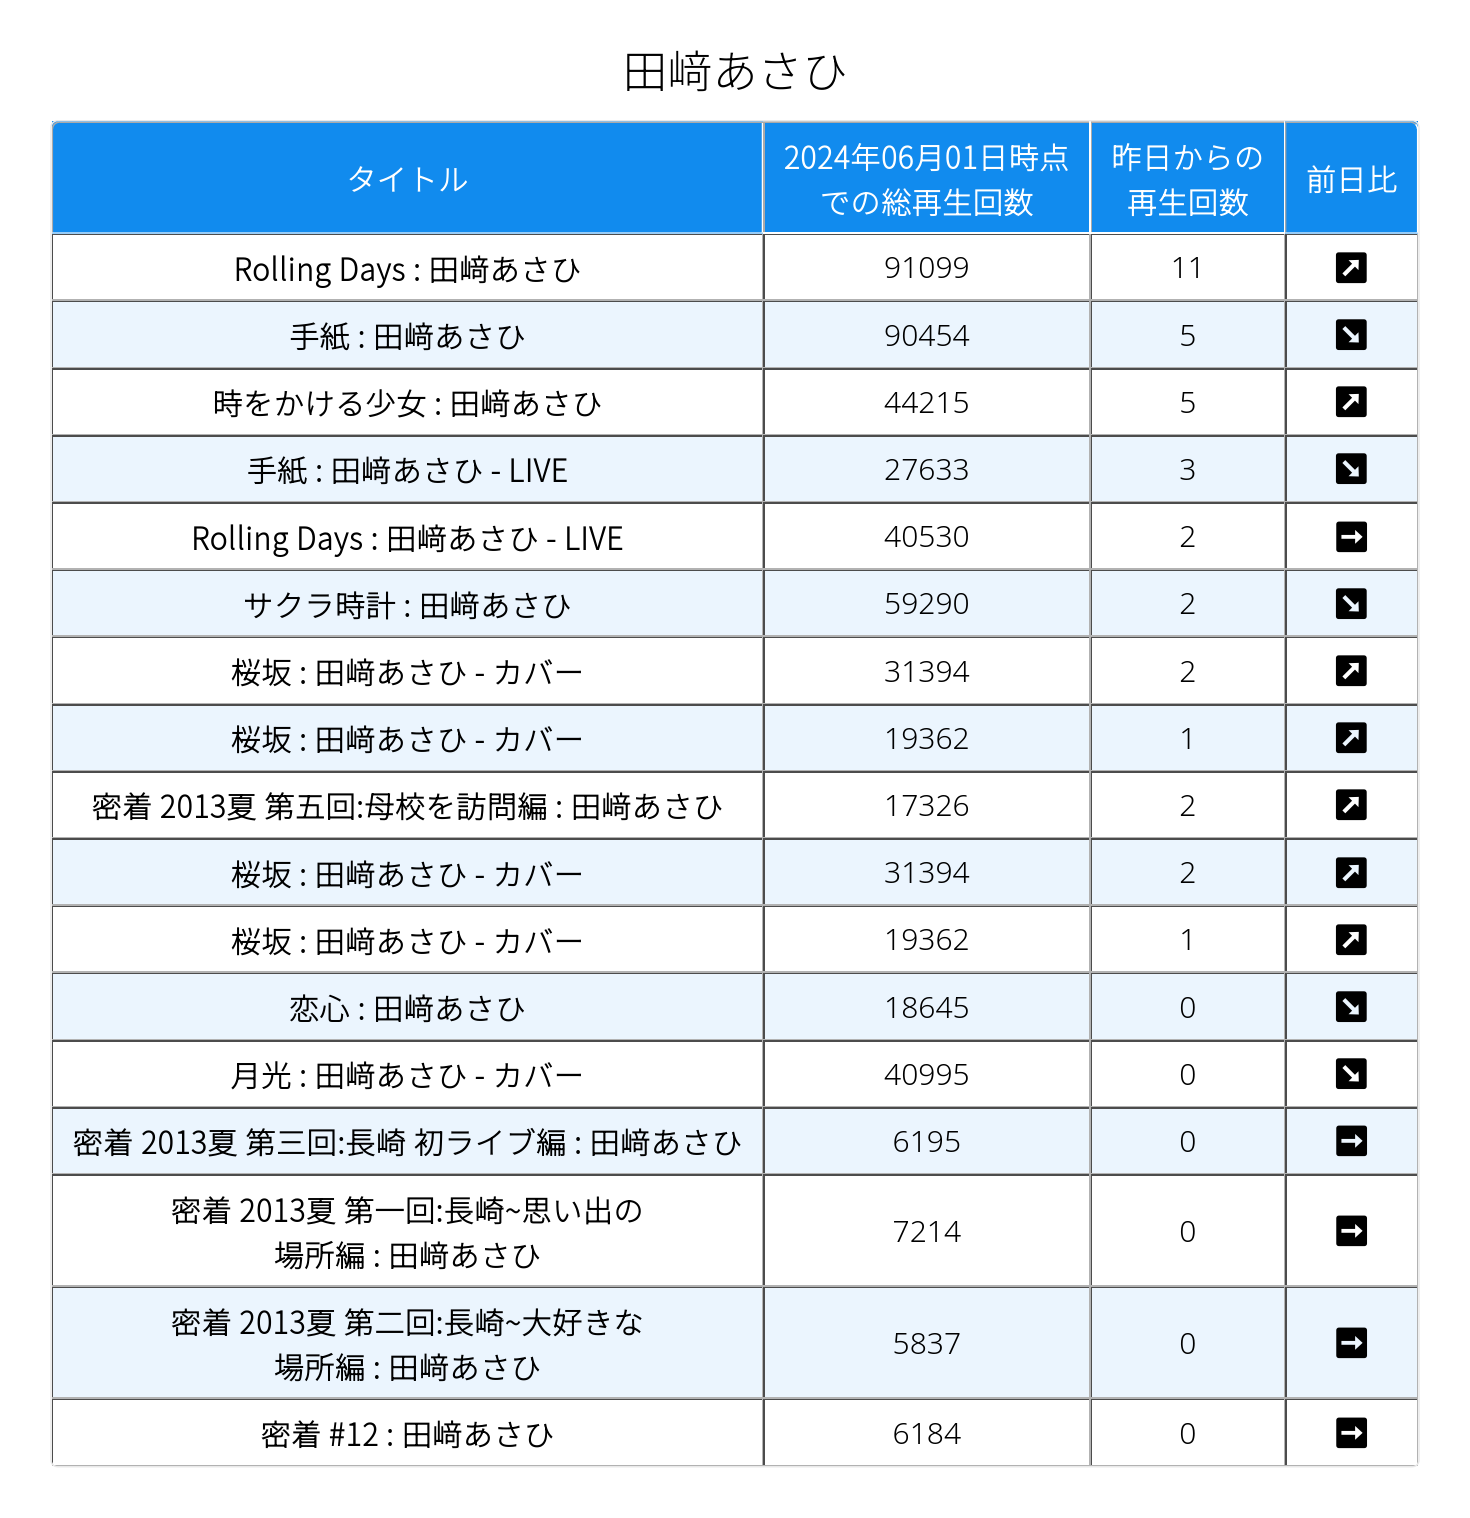 田﨑あさひ
タイトル
2024年06月01日時点
での総再生回数
昨日からの
再生回数
前日比
Rolling Days : 田﨑あさひ 91099 11 ↗
手紙 : 田﨑あさひ 90454 5 ↘
時をかける少女 : 田﨑あさひ 44215 5 ↗
手紙 : 田﨑あさひ - LIVE 27633 3 ↘
Rolling Days : 田﨑あさひ - LIVE 40530 2 →
サクラ時計 : 田﨑あさひ 59290 2 ↘
桜坂 : 田﨑あさひ - カバー 31394 2 ↗
桜坂 : 田﨑あさひ - カバー 19362 1 ↗
密着 2013夏 第五回:母校を訪問編 : 田﨑あさひ 17326 2 ↗
桜坂 : 田﨑あさひ - カバー 31394 2 ↗
桜坂 : 田﨑あさひ - カバー 19362 1 ↗
恋心 : 田﨑あさひ 18645 0 ↘
月光 : 田﨑あさひ - カバー 40995 0 ↘
密着 2013夏 第三回:長崎 初ライブ編 : 田﨑あさひ 6195 0 →
密着 2013夏 第一回:長崎~思い出の
場所編 : 田﨑あさひ 7214 0 →
密着 2013夏 第二回:長崎~大好きな
場所編 : 田﨑あさひ 5837 0 →
密着 #12 : 田﨑あさひ 6184 0 →